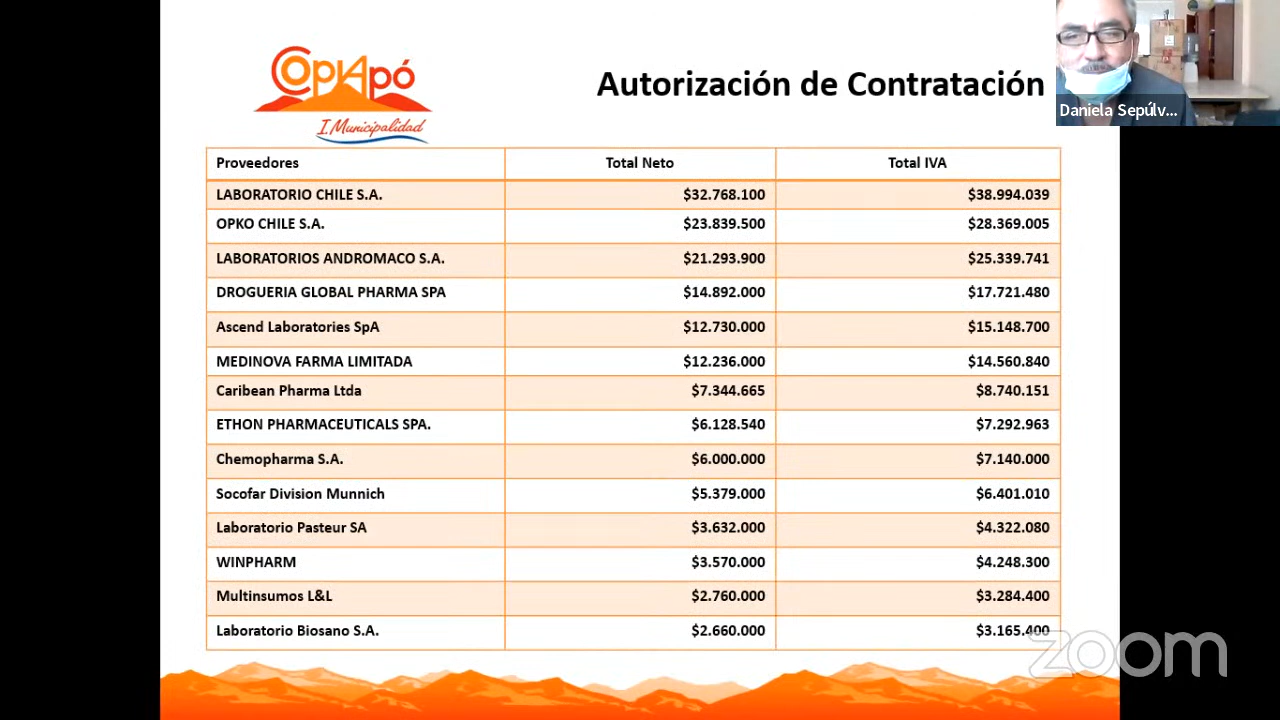 COPIAPÓ
I. Municipalidad
Autorización de Contratación
Daniela Sepúlv...
Proveedores Total Neto Total IVA
LABORATORIO CHILE S.A. $32.768.100 $38.994.039
OPKO CHILE S.A. $23.839.500 $28.369.005
LABORATORIOS ANDROMACO S.A. $21.293.900 $25.339.741
DROGUERIA GLOBAL PHARMA SPA $14.892.000 $17.721.480
Ascend Laboratories SpA $12.730.000 $15.148.700
MEDINOVA FARMA LIMITADA $12.236.000 $14.560.840
Caribean Pharma Ltda $7.344.665 $8.740.151
ETHON PHARMACEUTICALS SPA. $6.128.540 $7.292.963
Chemopharma S.A. $6.000.000 $7.140.000
Socofar Division Munnich $5.379.000 $6.401.010
Laboratorio Pasteur SA $3.632.000 $4.322.080
WINPHARM $3.570.000 $4.248.300
Multinsumos L&L $2.760.000 $3.284.400
Laboratorio Biosano S.A. $2.660.000 $3.165.400
zoom